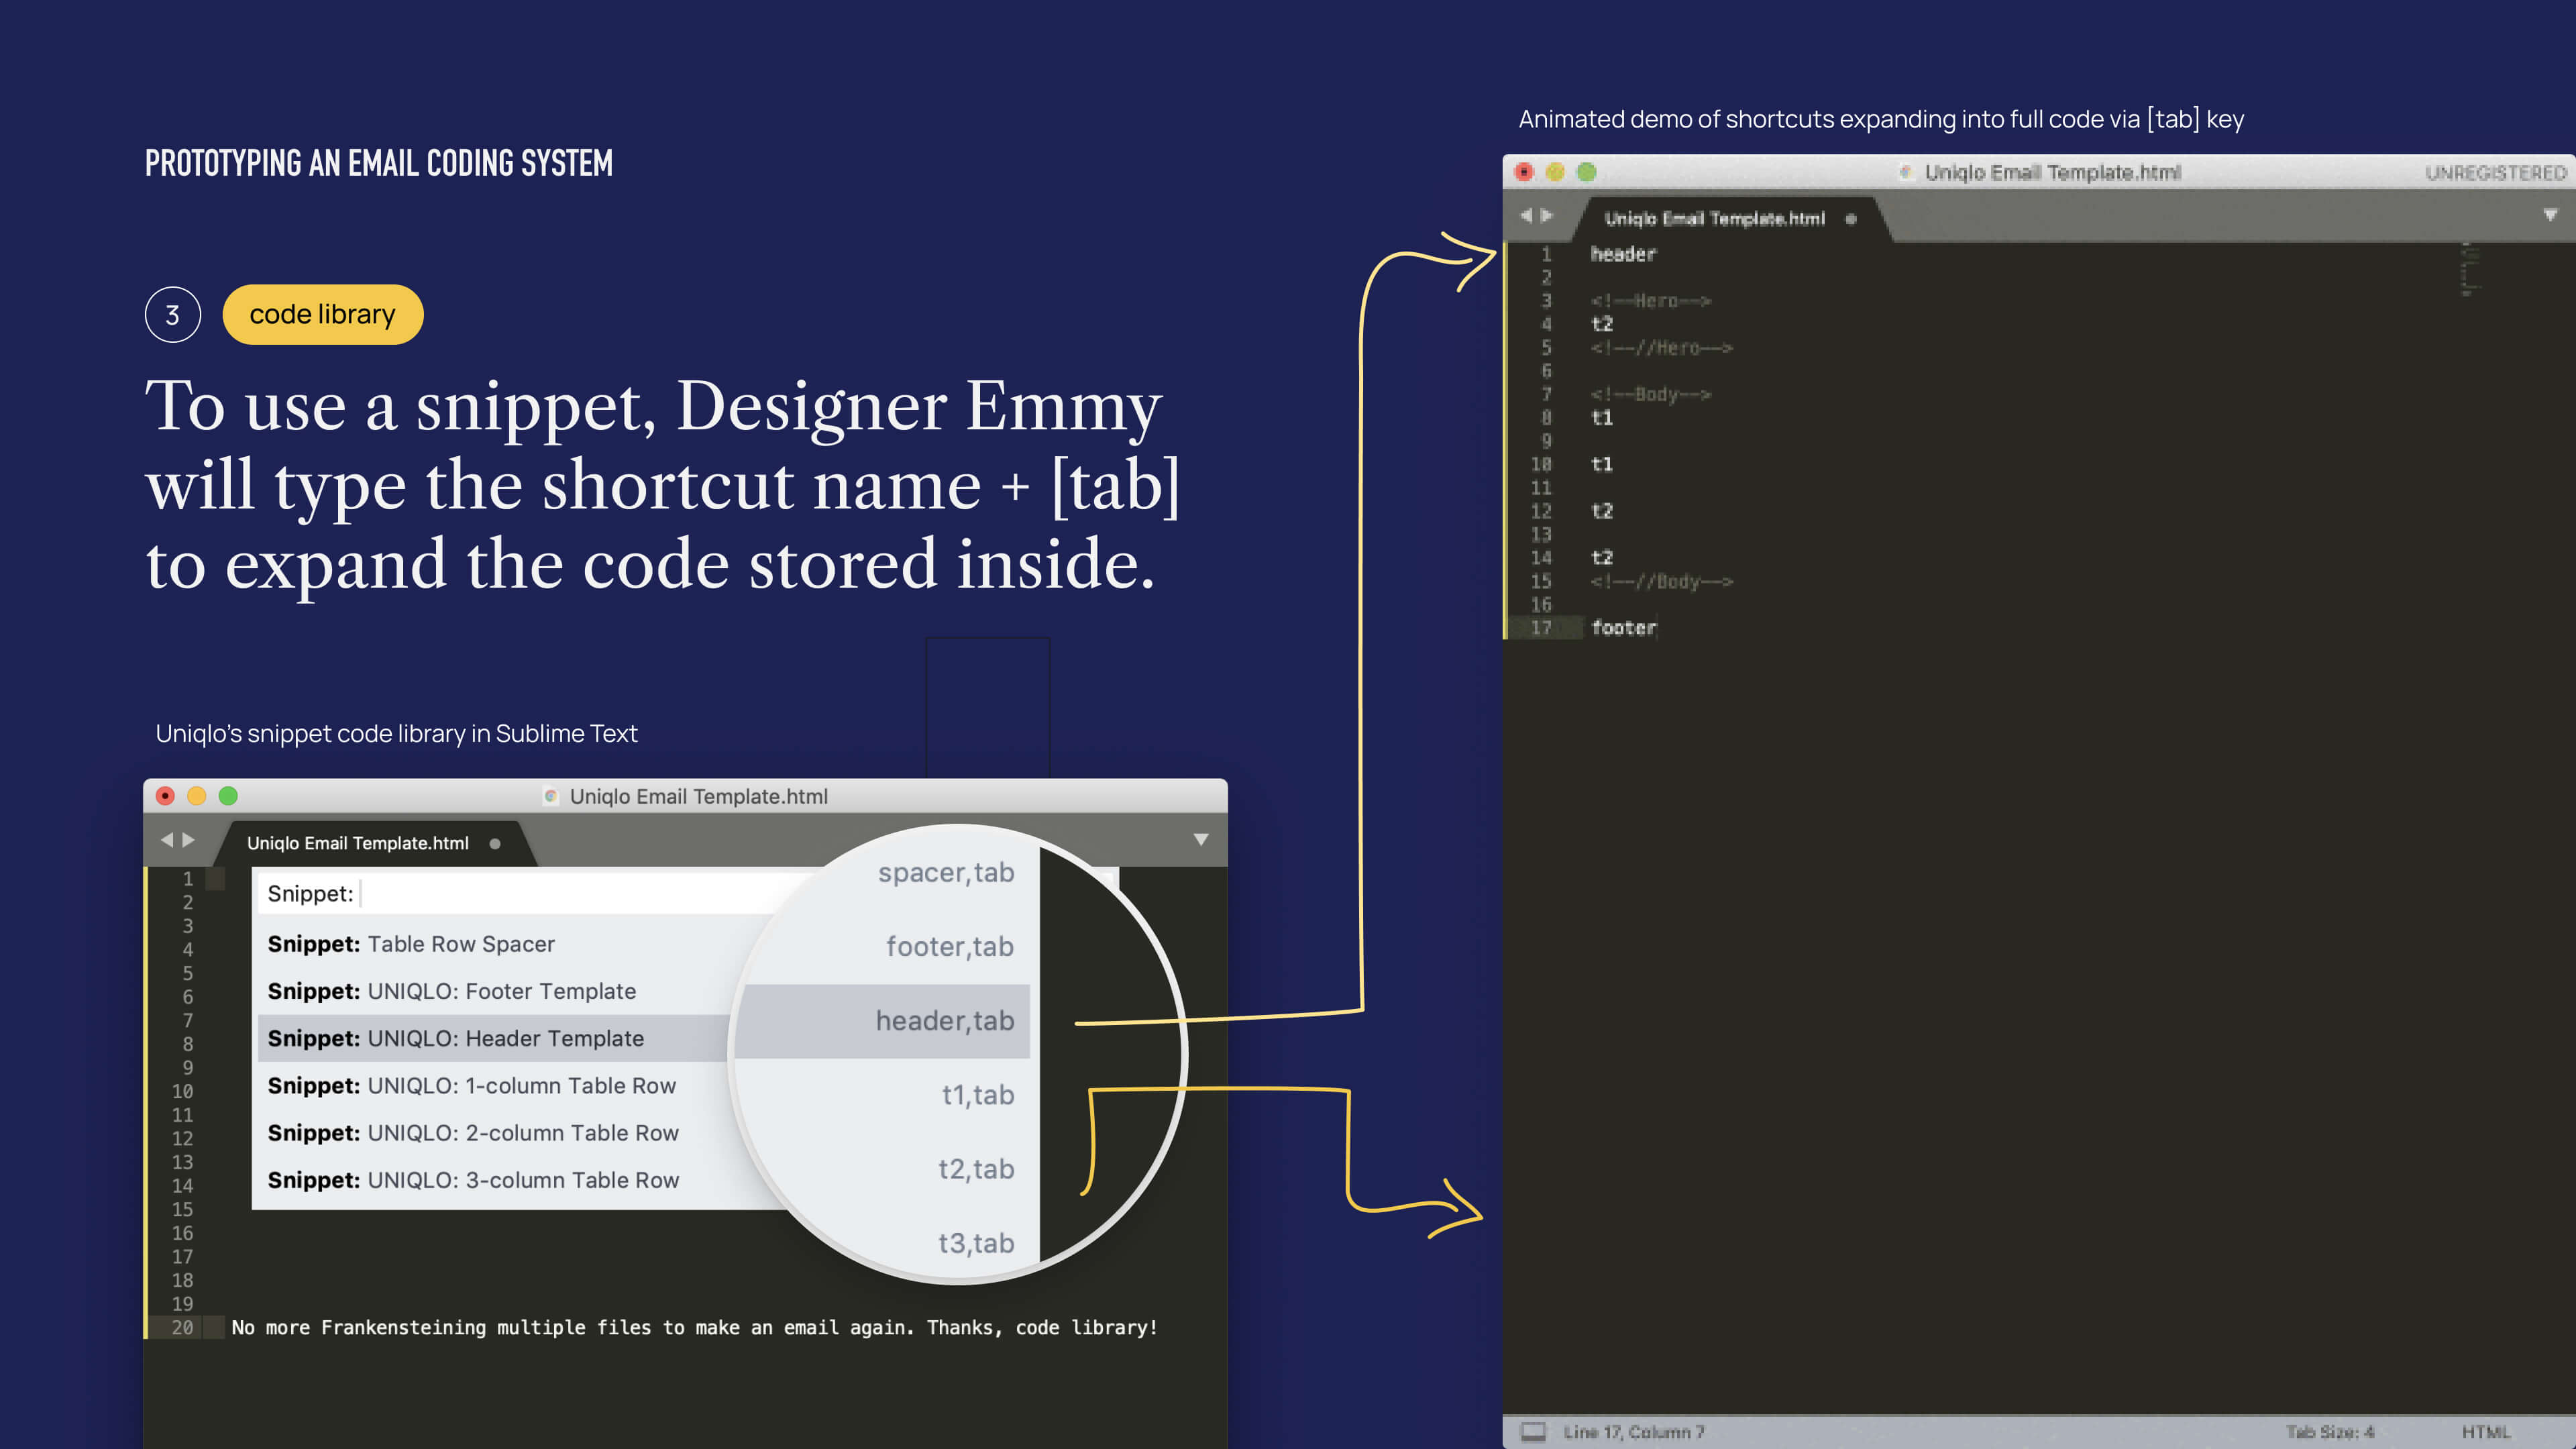 PROTOTYPING AN EMAIL CODING SYSTEM
3
code library
To use a snippet, Designer Emmy
will type the shortcut name + [tab]
to expand the code stored inside.
Uniqlo's snippet code library in Sublime Text
Uniqlo Email Template.html
Uniqlo Email Template.html
1
2
3
4
5
6
7
8
9
10
11
12
13
14
15
16
17
18
19
20 No more Frankensteining multiple files to make an email again. Thanks, code library!
Snippet:
Snippet: Table Row Spacer
Snippet: UNIQLO: Footer Template
Snippet: UNIQLO: Header Template
Snippet: UNIQLO: 1-column Table Row
Snippet: UNIQLO: 2-column Table Row
Snippet: UNIQLO: 3-column Table Row
spacer,tab
footer,tab
header,tab
t1,tab
t2,tab
t3,tab
Animated demo of shortcuts expanding into full code via [tab] key
Uniqlo Email Template.html UNREGISTERED
Uniqlo Email Template.html
1 header
2
3 <!--Hero-->
4 t2
5 <!--//Hero-->
6
7 <!--Body-->
8 t1
9
10 t1
11
12 t2
13
14 t2
15 <!--//Body-->
16
17 footer
Line 17, Column 7 Tab Size: 4 HTML